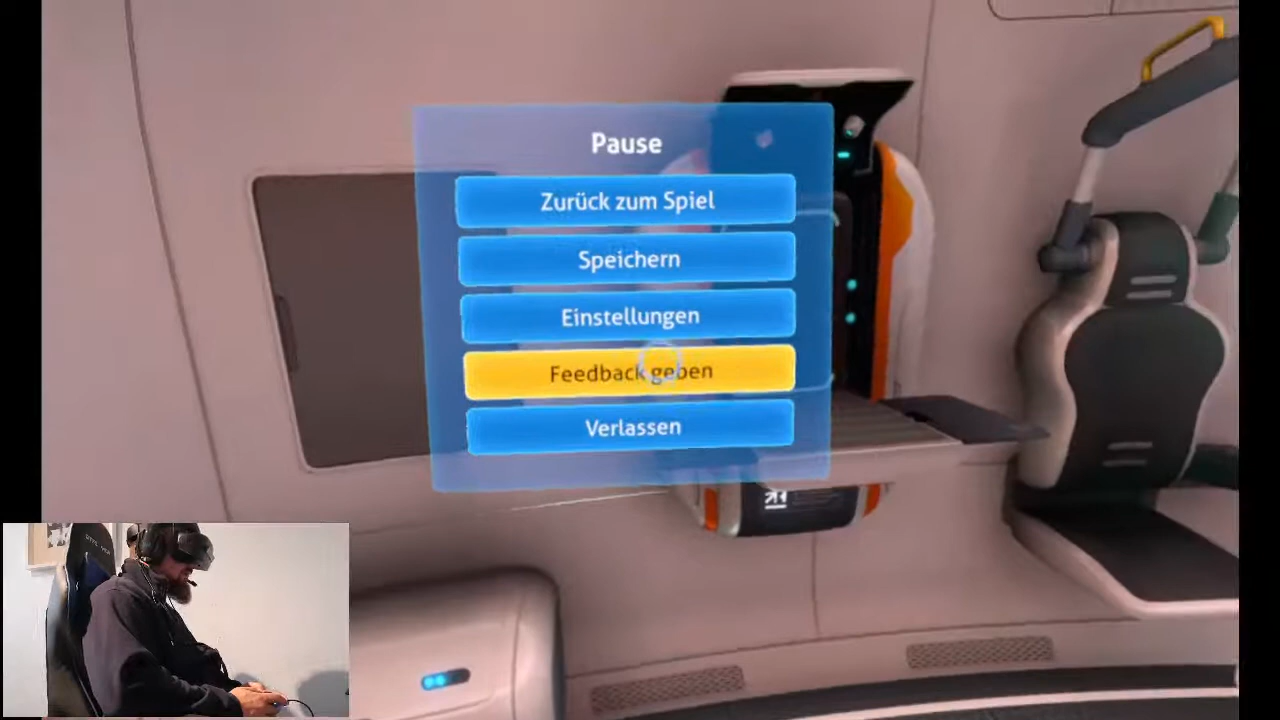 Pause
Zurück zum Spiel
Speichern
Einstellungen
Feedback geben
Verlassen